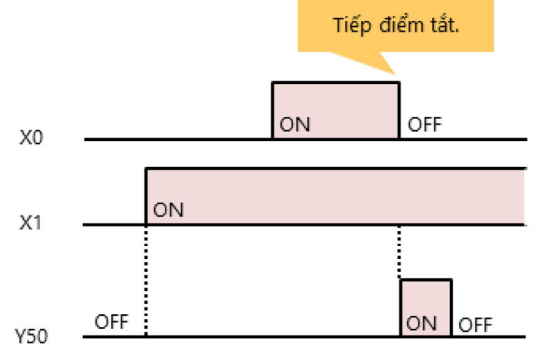 Tiếp điểm tắt.
X0
ON
OFF
X1
ON
Y50
OFF
ON
OFF